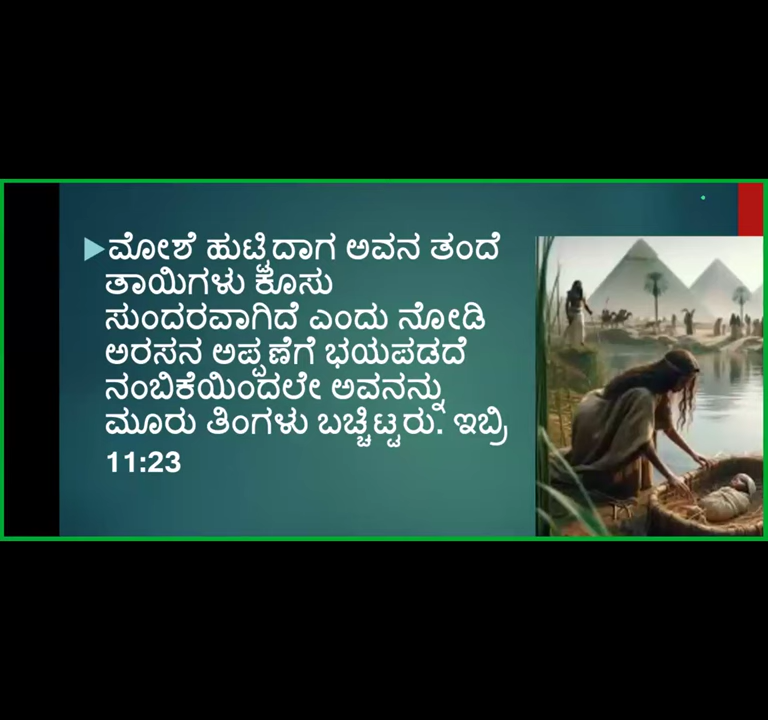 ಮೋಶೆ ಹುಟ್ಟಿದಾಗ ಅವನ ತಂದೆ
ತಾಯಿಗಳು ಕೂಸು
ಸುಂದರವಾಗಿದೆ ಎಂದು ನೋಡಿ
ಅರಸನ ಅಪ್ಪಣೆಗೆ ಭಯಪಡದೆ
ನಂಬಿಕೆಯಿಂದಲೇ ಅವನನ್ನು
ಮೂರು ತಿಂಗಳು ಬಚ್ಚಿಟ್ಟರು. ಇಬ್ರಿ
11:23